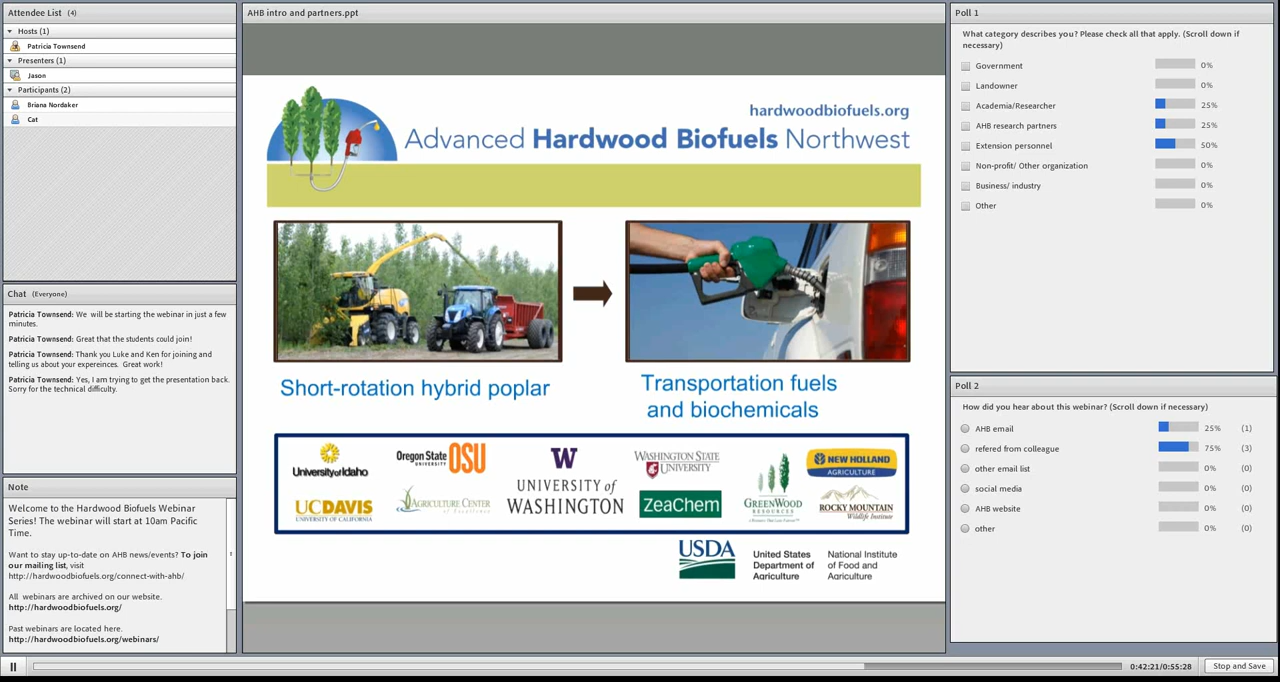 Attendee List (4)
Hosts (1)
Patricia Townsend
Presenters (1)
Jason
Participants (2)
Briana Nordaker
Cat
Chat (Everyone)
Patricia Townsend: We will be starting the webinar in just a few
minutes.
Patricia Townsend: Great that the students could join!
Patricia Townsend: Thank you Luke and Ken for joining and
telling us about your expereinces. Great work!
Patricia Townsend: Yes, I am trying to get the presentation back.
Sorry for the technical difficulty.
Note
Welcome to the Hardwood Biofuels Webinar
Series! The webinar will start at 10am Pacific
Time.
Want to stay up-to-date on AHB news/events? To join
our mailing list, visit
http://hardwoodbiofuels.org/connect-with-ahb/
All webinars are archived on our website.
http://hardwoodbiofuels.org/
Past webinars are located here.
http://hardwoodbiofuels.org/webinars/
AHB intro and partners.ppt
hardwoodbiofuels.org
Advanced Hardwood Biofuels Northwest
Short-rotation hybrid poplar
Transportation fuels
and biochemicals
University of Idaho
Oregon State
UNIVERSITY
OSU
W
UNIVERSITY of
WASHINGTON
WASHINGTON STATE
UNIVERSITY
NEW HOLLAND
AGRICULTURE
UCDAVIS
UNIVERSITY OF CALIFORNIA
AGRICULTURE CENTER
of Excellence
ZeaChem
GREENWOOD
RESOURCES
ROCKY MOUNTAIN
Wildlife Institute
USDA
United States
Department of
Agriculture
National Institute
of Food and
Agriculture
Poll 1
What category describes you? Please check all that apply. (Scroll down if
necessary)
Government 0%
Landowner 0%
Academia/Researcher 25%
AHB research partners 25%
Extension personnel 50%
Non-profit/ Other organization 0%
Business/ industry 0%
Other 0%
Poll 2
How did you hear about this webinar? (Scroll down if necessary)
AHB email 25% (1)
refered from colleague 75% (3)
other email list 0% (0)
social media 0% (0)
AHB website 0% (0)
other 0% (0)
0:42:21/0:55:28
Stop and Save